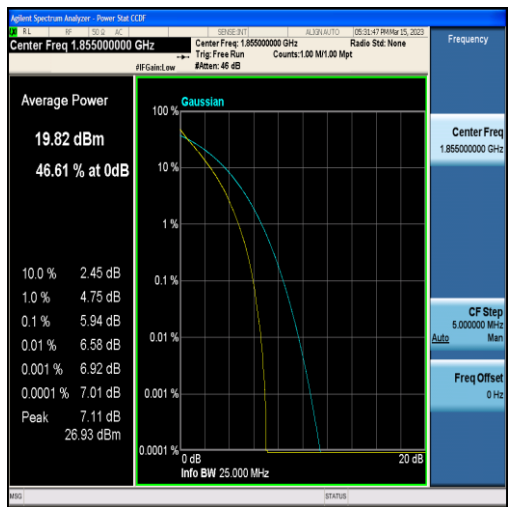 Agilent Spectrum Analyzer - Power Stat CCDF
RL RF 50 Ω AC SENSE:INT ALIGN AUTO 05:31:47 PM Mar 15, 2023
Center Freq 1.855000000 GHz
Center Freq: 1.855000000 GHz Radio Std: None
Trig: Free Run Counts:1.00 M/1.00 Mpt
#IFGain:Low #Atten: 46 dB
Frequency
Average Power
19.82 dBm
46.61 % at 0dB
10.0 % 2.45 dB
1.0 % 4.75 dB
0.1 % 5.94 dB
0.01 % 6.58 dB
0.001 % 6.92 dB
0.0001 % 7.01 dB
Peak 7.11 dB
26.93 dBm
Gaussian
100 %
10 %
1 %
0.1 %
0.01 %
0.001 %
0.0001 %
0 dB 20 dB
Info BW 25.000 MHz
Center Freq
1.855000000 GHz
CF Step
5.000000 MHz
Auto Man
Freq Offset
0 Hz
MSG STATUS